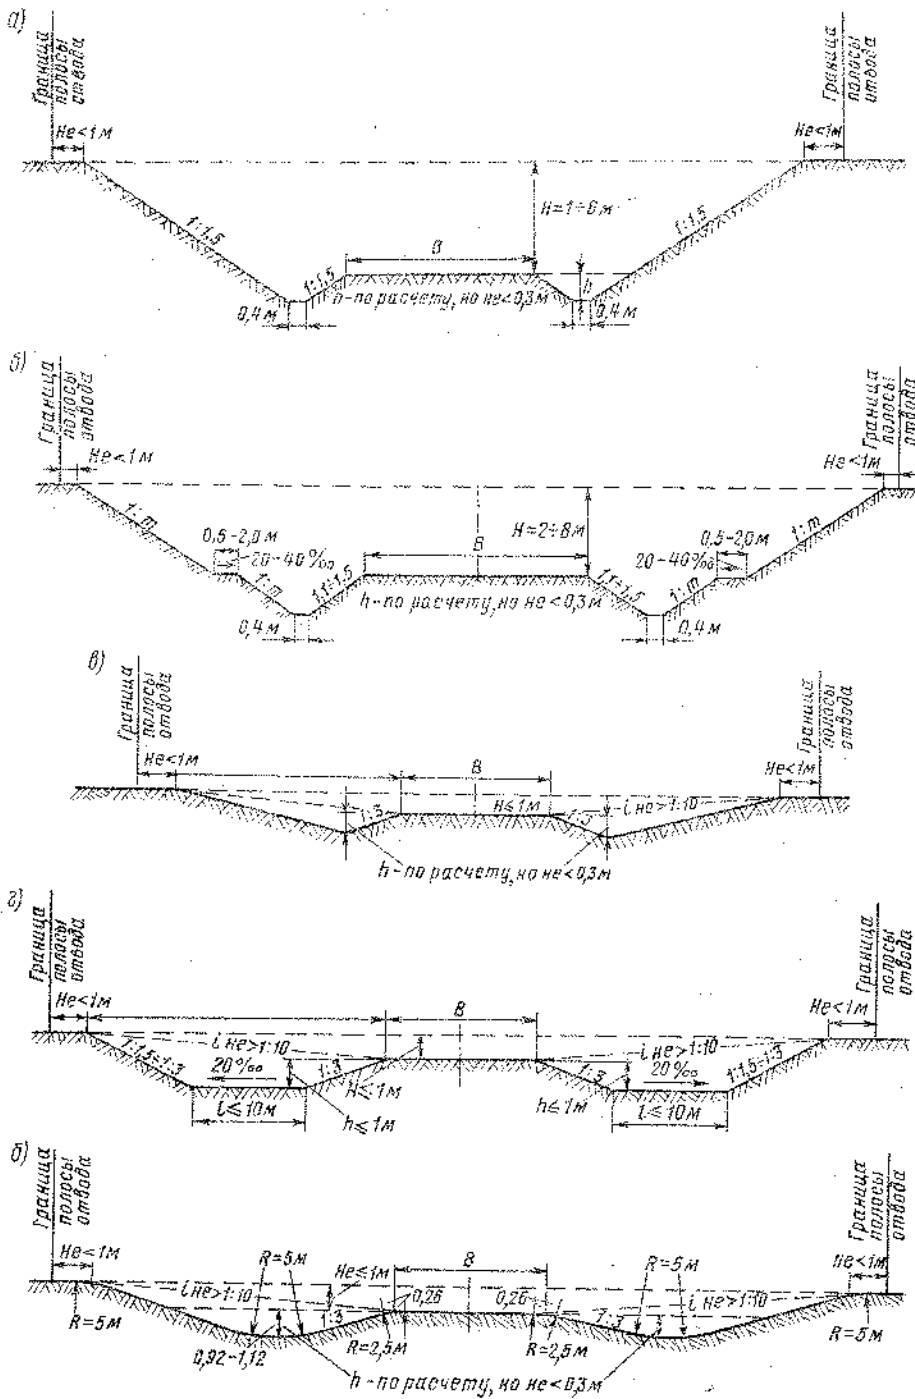 а)
Граница
полосы
отвода
Граница
полосы
отвода
Не<1м
Не<1м
1:1,5
H=1÷6м
1:1,5
B
1:1,5
h
h-по расчету, но не<0,3м
0,4м
0,4м
б)
Граница
полосы
отвода
Граница
полосы
отвода
Не<1м
Не<1м
1:m
0,5-2,0м
20-40‰
H=2÷8м
B
1:m
0,5-2,0м
20-40‰
1:m
1:1÷1,5
1:1÷1,5
1:m
h-по расчету, но не<0,3м
0,4м
0,4м
в)
Граница
полосы
отвода
Граница
полосы
отвода
Не<1м
B
Не<1м
1:3
H≤1м
i не>1:10
1:3
h-по расчету, но не<0,3м
г)
Граница
полосы
отвода
Граница
полосы
отвода
Не<1м
B
Не<1м
1:1,5÷1:3
i не>1:10
i не>1:10
1:1,5÷1:3
20‰
1:3
H≤1м
1:3
20‰
l≤10м
h≤1м
h≤1м
l≤10м
б)
Граница
полосы
отвода
Граница
полосы
отвода
Не<1м
R=5м
Не≤1м
B
R=5м
Не<1м
i не>1:10
0,26
0,26
i не>1:10
1:3
1:3
R=5м
R=2,5м
R=2,5м
R=5м
0,92-1,12
h-по расчету, но не<0,3м